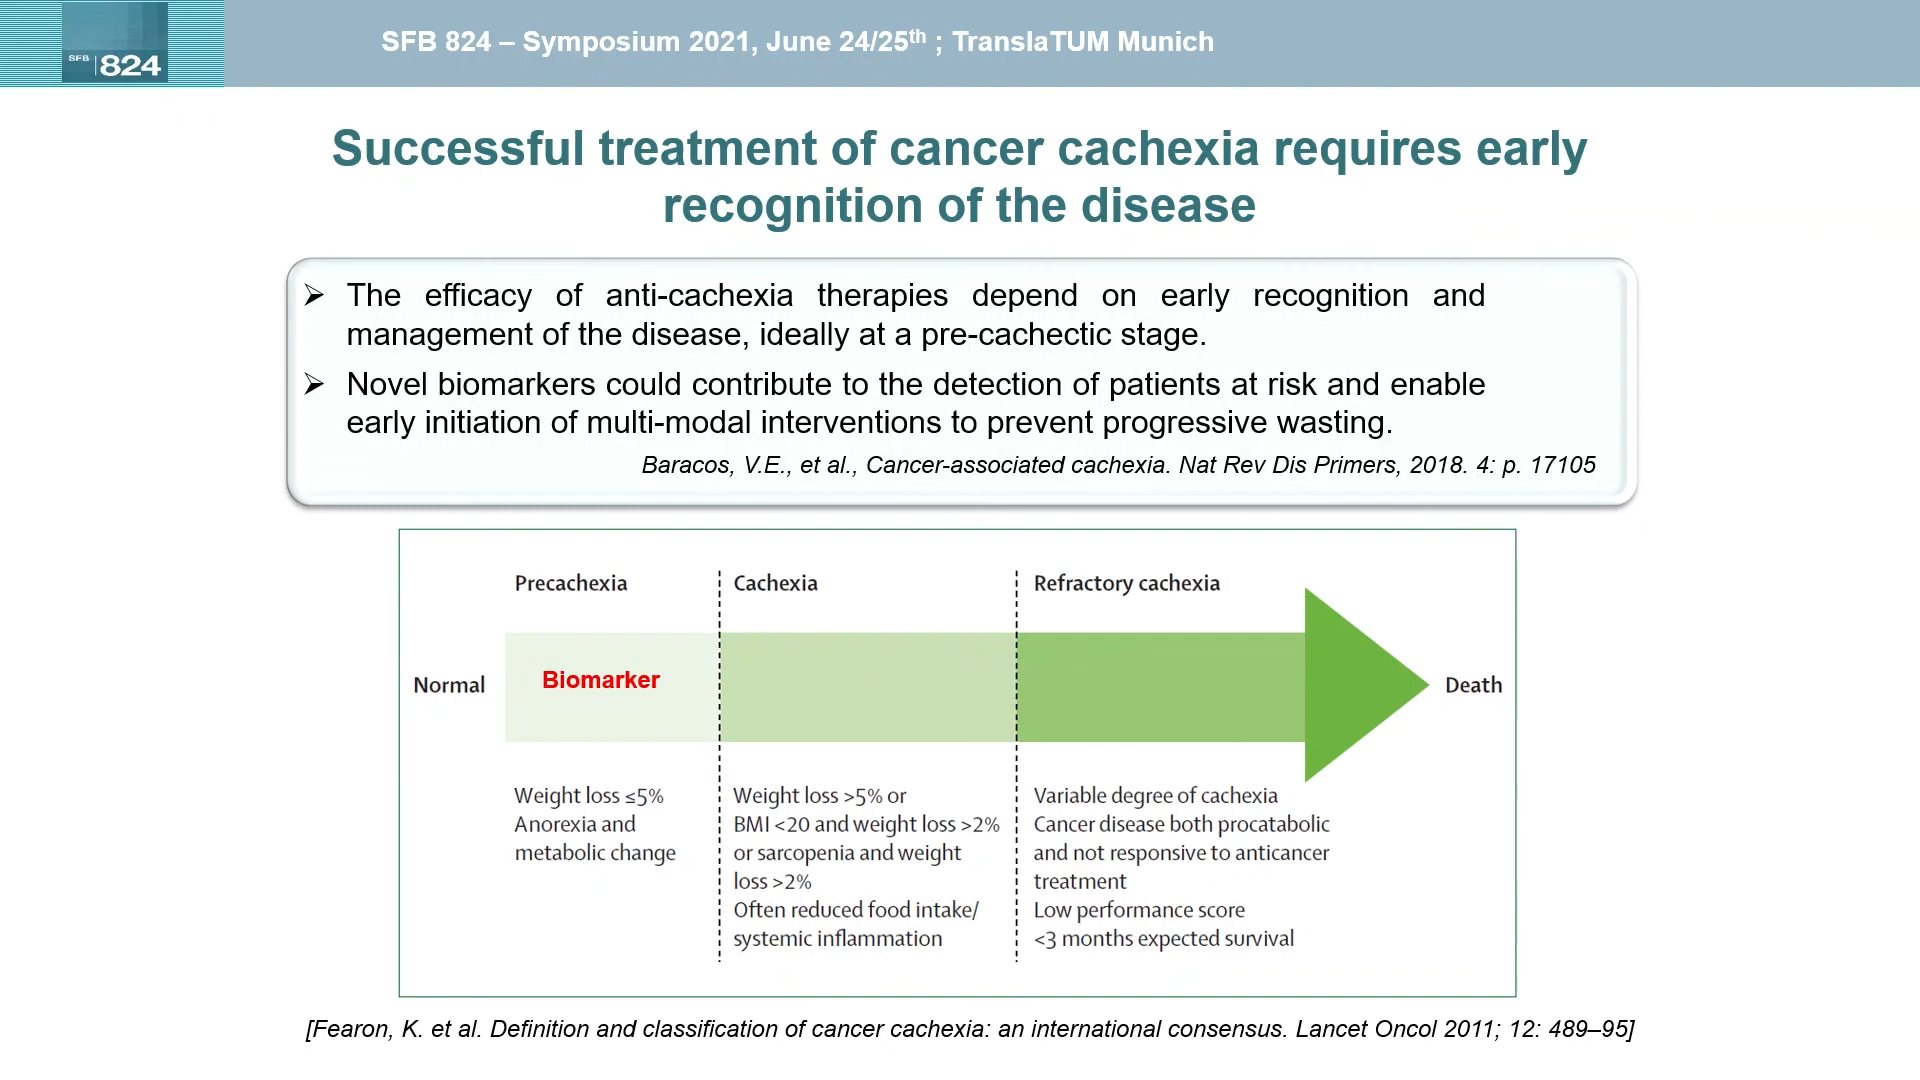 SFB 824
SFB 824 – Symposium 2021, June 24/25th ; TranslaTUM Munich
Successful treatment of cancer cachexia requires early
recognition of the disease
➢ The efficacy of anti-cachexia therapies depend on early recognition and
management of the disease, ideally at a pre-cachectic stage.
➢ Novel biomarkers could contribute to the detection of patients at risk and enable
early initiation of multi-modal interventions to prevent progressive wasting.
Baracos, V.E., et al., Cancer-associated cachexia. Nat Rev Dis Primers, 2018. 4: p. 17105
Precachexia
Cachexia
Refractory cachexia
Normal
Biomarker
Death
Weight loss ≤5%
Anorexia and
metabolic change
Weight loss >5% or
BMI <20 and weight loss >2%
or sarcopenia and weight
loss >2%
Often reduced food intake/
systemic inflammation
Variable degree of cachexia
Cancer disease both procatabolic
and not responsive to anticancer
treatment
Low performance score
<3 months expected survival
[Fearon, K. et al. Definition and classification of cancer cachexia: an international consensus. Lancet Oncol 2011; 12: 489–95]